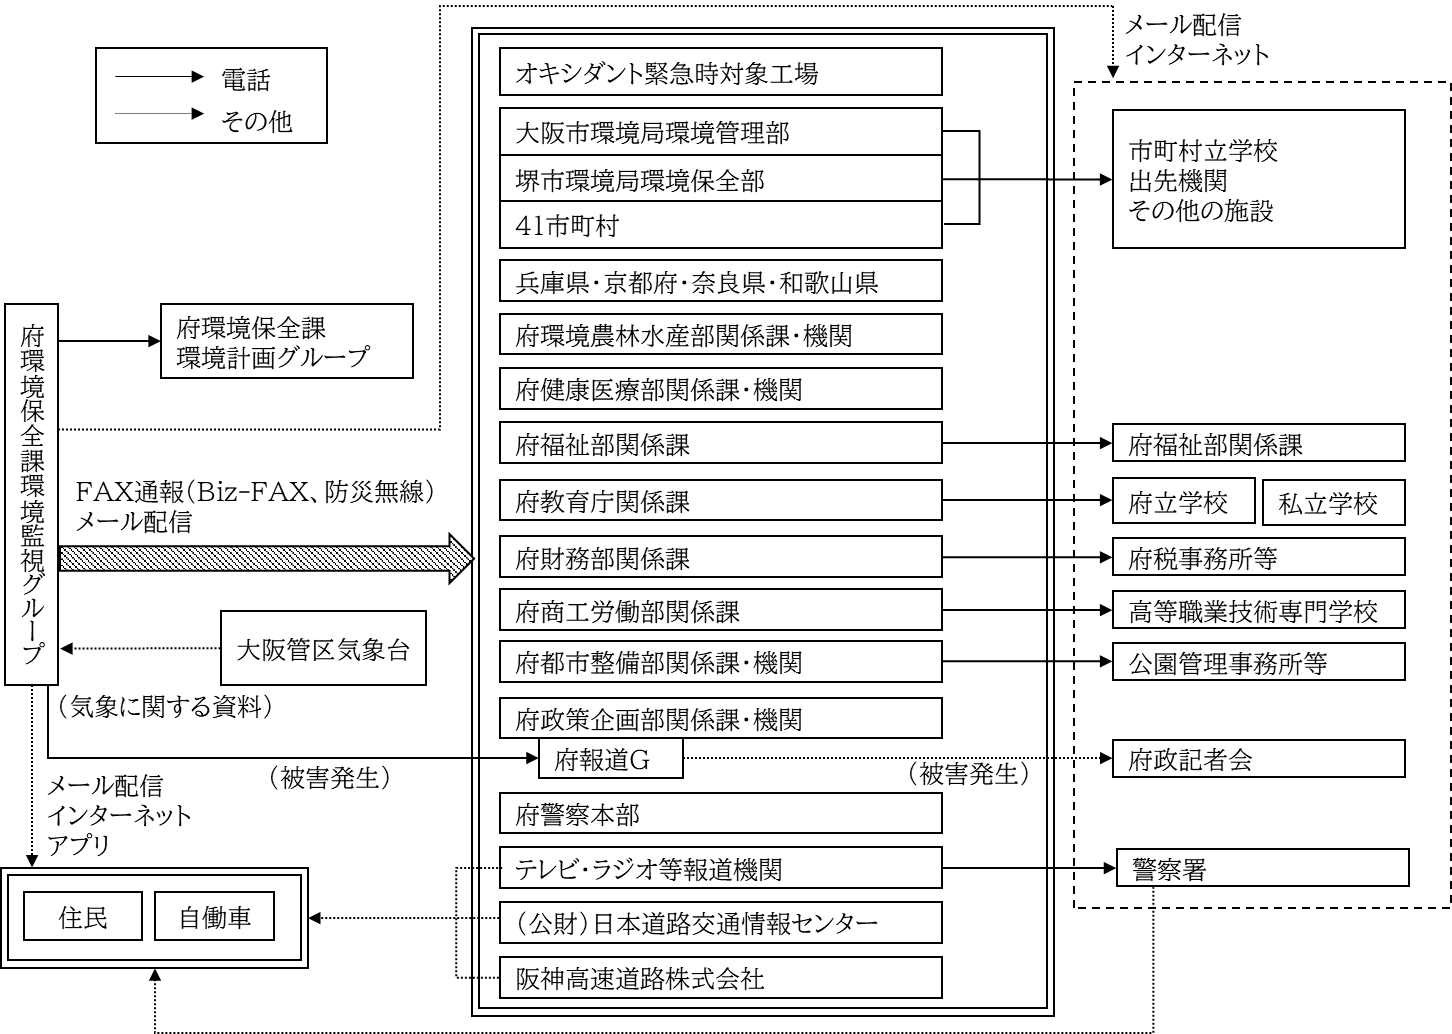 電話
その他
メール配信
インターネット
オキシダント緊急時対象工場
大阪市環境局環境管理部
堺市環境局環境保全部
41市町村
市町村立学校
出先機関
その他の施設
兵庫県・京都府・奈良県・和歌山県
府環境農林水産部関係課・機関
府健康医療部関係課・機関
府環境保全課環境監視グループ
府環境保全課
環境計画グループ
府福祉部関係課
府福祉部関係課
FAX通報(Biz-FAX、防災無線)
メール配信
府教育庁関係課
府立学校
私立学校
府財務部関係課
府税事務所等
府商工労働部関係課
高等職業技術専門学校
大阪管区気象台
府都市整備部関係課・機関
公園管理事務所等
(気象に関する資料)
府政策企画部関係課・機関
府報道G
府政記者会
(被害発生)
(被害発生)
メール配信
インターネット
アプリ
府警察本部
テレビ・ラジオ等報道機関
警察署
住民
自働車
(公財)日本道路交通情報センター
阪神高速道路株式会社